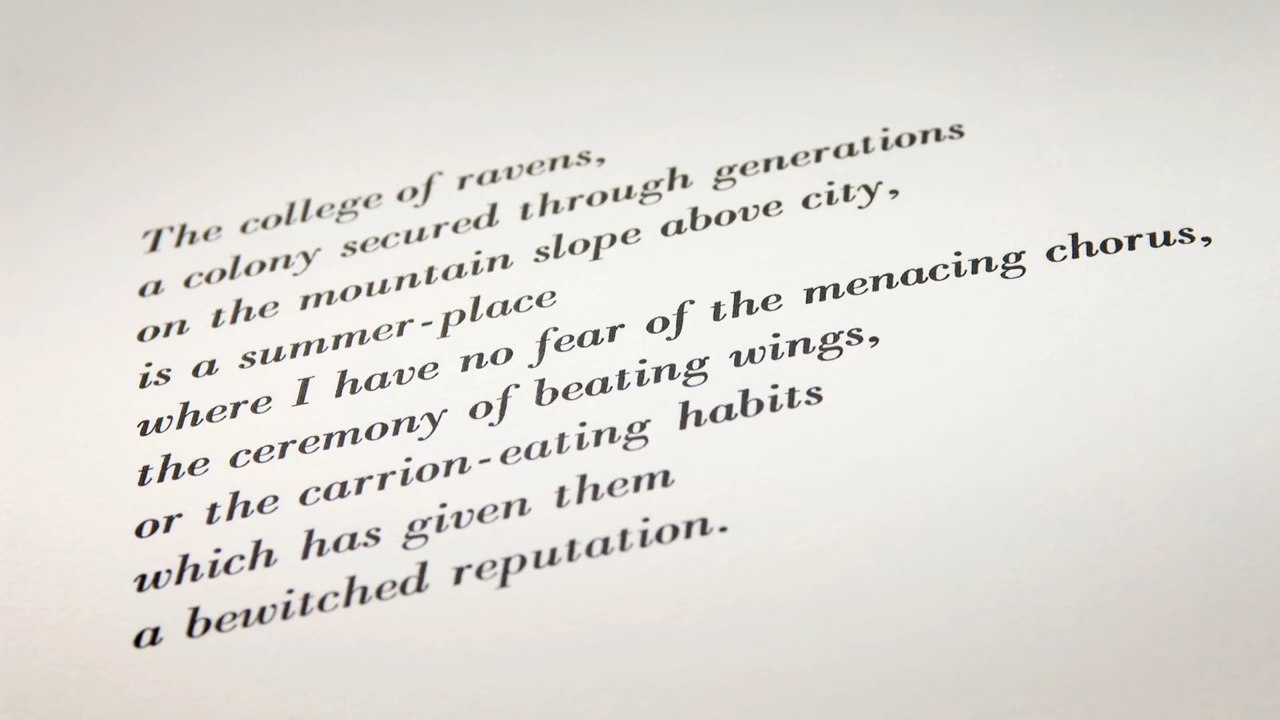 The college of ravens,
a colony secured through generations
on the mountain slope above city,
is a summer-place
where I have no fear of the menacing chorus,
the ceremony of beating wings,
or the carrion-eating habits
which has given them
a bewitched reputation.